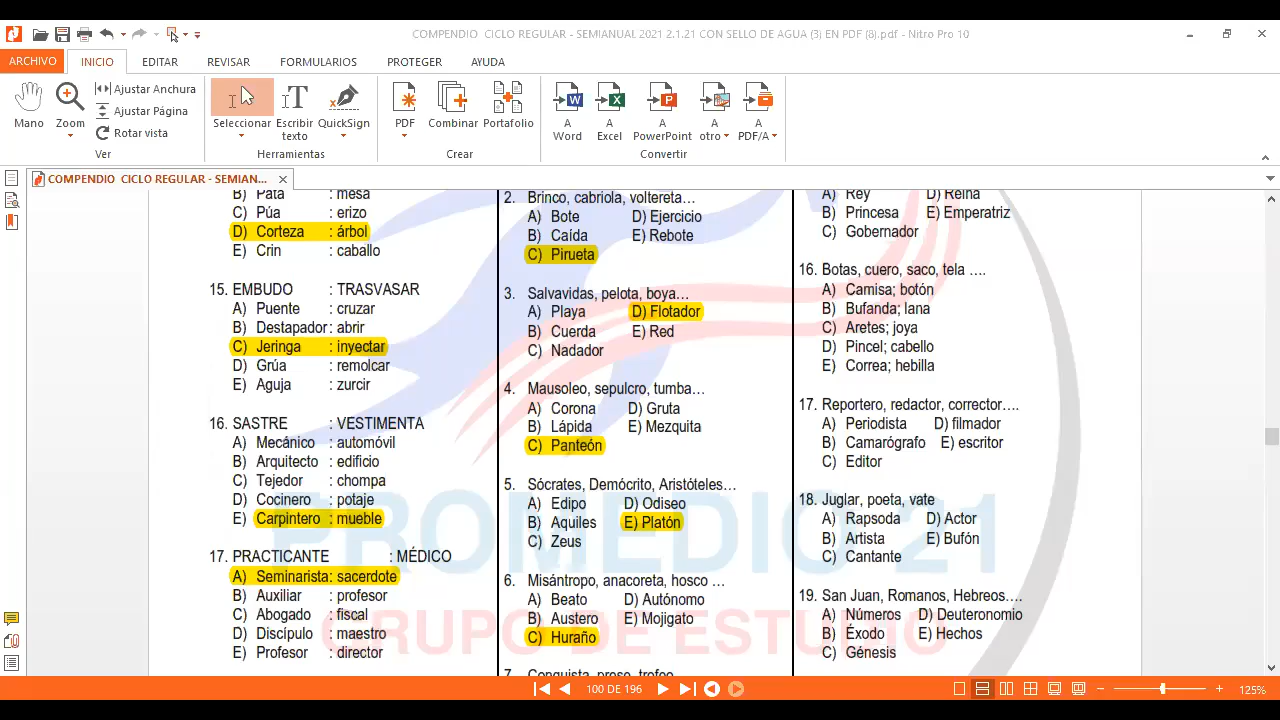 COMPENDIO CICLO REGULAR - SEMIANUAL 2021 2.1.21 CON SELLO DE AGUA (3) EN PDF (8).pdf - Nitro Pro 10
ARCHIVO INICIO EDITAR REVISAR FORMULARIOS PROTEGER AYUDA
Mano
Zoom
Ajustar Anchura
Ajustar Página
Rotar vista
Ver
Seleccionar
Escribir texto
QuickSign
Herramientas
PDF
Combinar
Portafolio
Crear
A Word
A Excel
A PowerPoint
A otro
A PDF/A
Convertir
COMPENDIO CICLO REGULAR - SEMIAN...
B) Pata : mesa
C) Púa : erizo
D) Corteza : árbol
E) Crin : caballo
15. EMBUDO : TRASVASAR
A) Puente : cruzar
B) Destapador : abrir
C) Jeringa : inyectar
D) Grúa : remolcar
E) Aguja : zurcir
16. SASTRE : VESTIMENTA
A) Mecánico : automóvil
B) Arquitecto : edificio
C) Tejedor : chompa
D) Cocinero : potaje
E) Carpintero : mueble
17. PRACTICANTE : MÉDICO
A) Seminarista : sacerdote
B) Auxiliar : profesor
C) Abogado : fiscal
D) Discípulo : maestro
E) Profesor : director
2. Brinco, cabriola, voltereta…
A) Bote D) Ejercicio
B) Caída E) Rebote
C) Pirueta
3. Salvavidas, pelota, boya…
A) Playa D) Flotador
B) Cuerda E) Red
C) Nadador
4. Mausoleo, sepulcro, tumba…
A) Corona D) Gruta
B) Lápida E) Mezquita
C) Panteón
5. Sócrates, Demócrito, Aristóteles…
A) Edipo D) Odiseo
B) Aquiles E) Platón
C) Zeus
6. Misántropo, anacoreta, hosco …
A) Beato D) Autónomo
B) Austero E) Mojigato
C) Huraño
7. Conquista, presa, trofeo
A) Rey D) Reina
B) Princesa E) Emperatriz
C) Gobernador
16. Botas, cuero, saco, tela ….
A) Camisa; botón
B) Bufanda; lana
C) Aretes; joya
D) Pincel; cabello
E) Correa; hebilla
17. Reportero, redactor, corrector….
A) Periodista D) filmador
B) Camarógrafo E) escritor
C) Editor
18. Juglar, poeta, vate
A) Rapsoda D) Actor
B) Artista E) Bufón
C) Cantante
19. San Juan, Romanos, Hebreos….
A) Números D) Deuteronomio
B) Éxodo E) Hechos
C) Génesis
PROMEDIO 21
GRUPO DE ESTUDIO
100 DE 196
125%